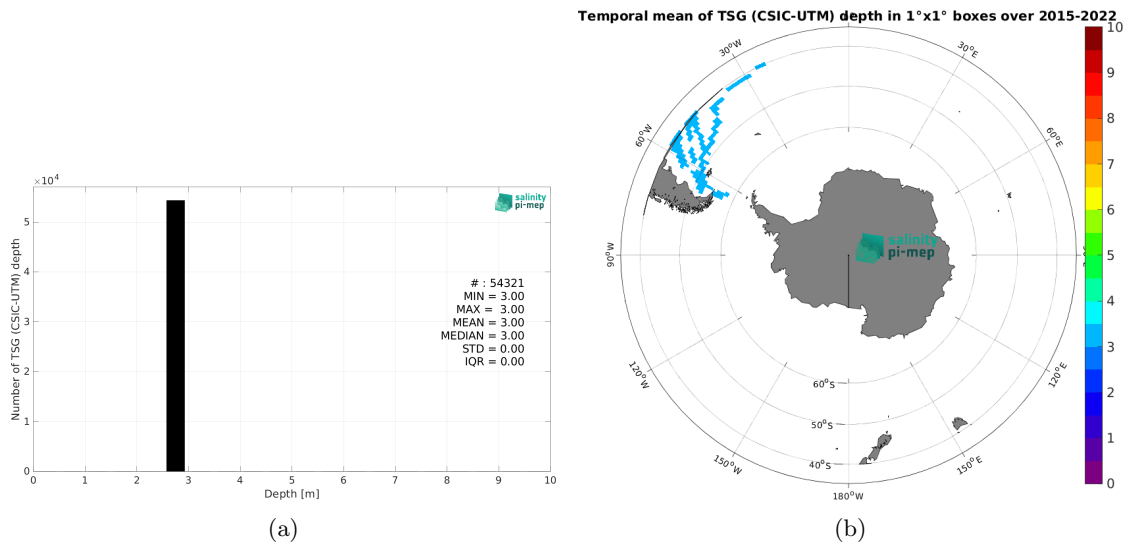 ×10⁴
5
4
3
2
1
0
Number of TSG (CSIC-UTM) depth
0 1 2 3 4 5 6 7 8 9 10
Depth [m]
salinity
pi-mep
# : 54321
MIN = 3.00
MAX = 3.00
MEAN = 3.00
MEDIAN = 3.00
STD = 0.00
IQR = 0.00
(a)
Temporal mean of TSG (CSIC-UTM) depth in 1°x1° boxes over 2015-2022
30°W
30°E
60°W
60°E
90°W
120°W
120°E
150°W
150°E
180°W
60°S
50°S
40°S
salinity
pi-mep
10
9
8
7
6
5
4
3
2
1
0
(b)